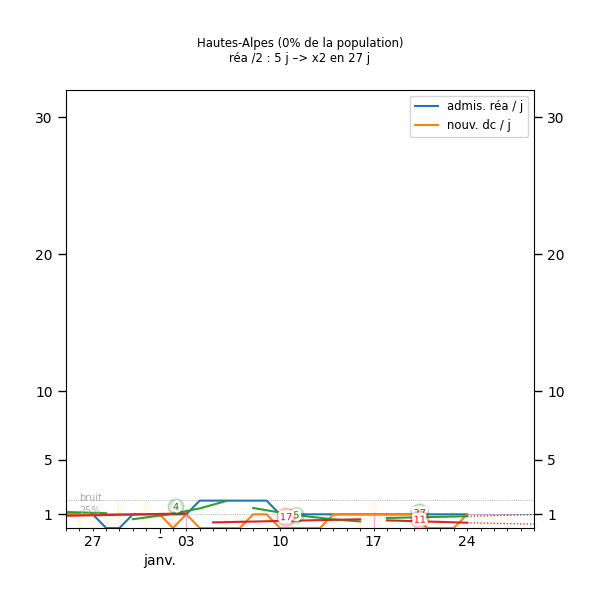 Hautes-Alpes (0% de la population)
réa /2 : 5 j –> x2 en 27 j
admis. réa / j
nouv. dc / j
30 30
20 20
10 10
5 5
1 1
bruit
25%
4
17 5
27
11
27 - 03 10 17 24
janv.